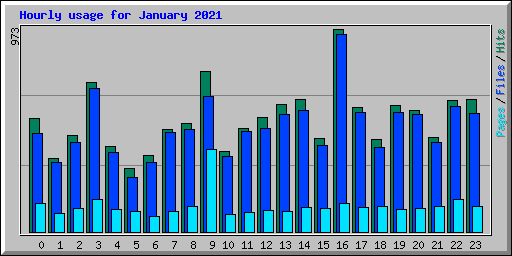 Hourly usage for January 2021
973
Pages/Files/Hits
0 1 2 3 4 5 6 7 8 9 10 11 12 13 14 15 16 17 18 19 20 21 22 23